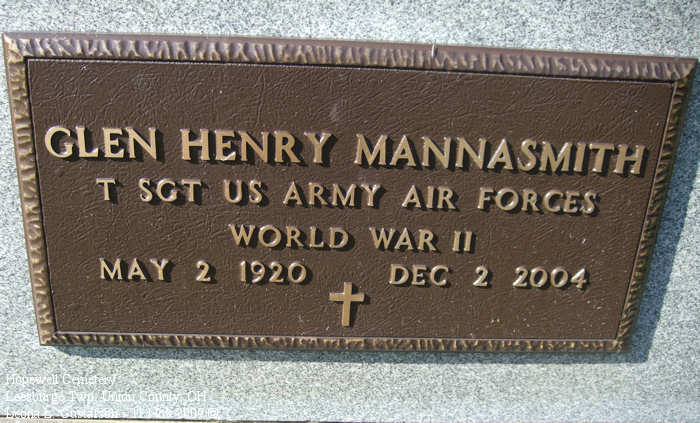 GLEN HENRY MANNASMITH
T SGT US ARMY AIR FORCES
WORLD WAR II
MAY 2 1920 DEC 2 2004
Hopewell Cemetery
Leesburgh Twp, Union County, OH